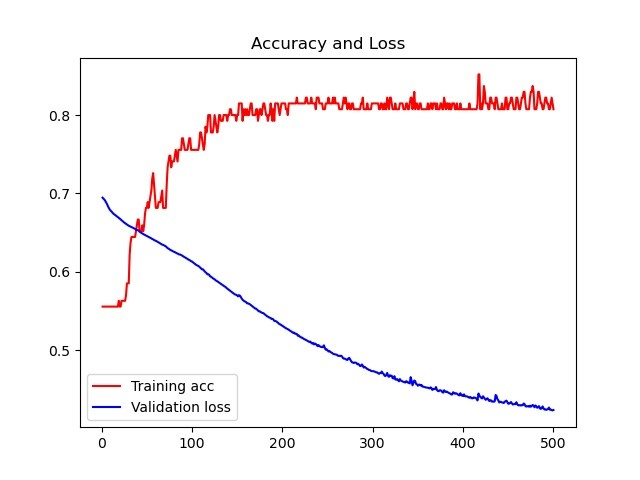 Accuracy and Loss
0.8
0.7
0.6
0.5
Training acc
Validation loss
0 100 200 300 400 500